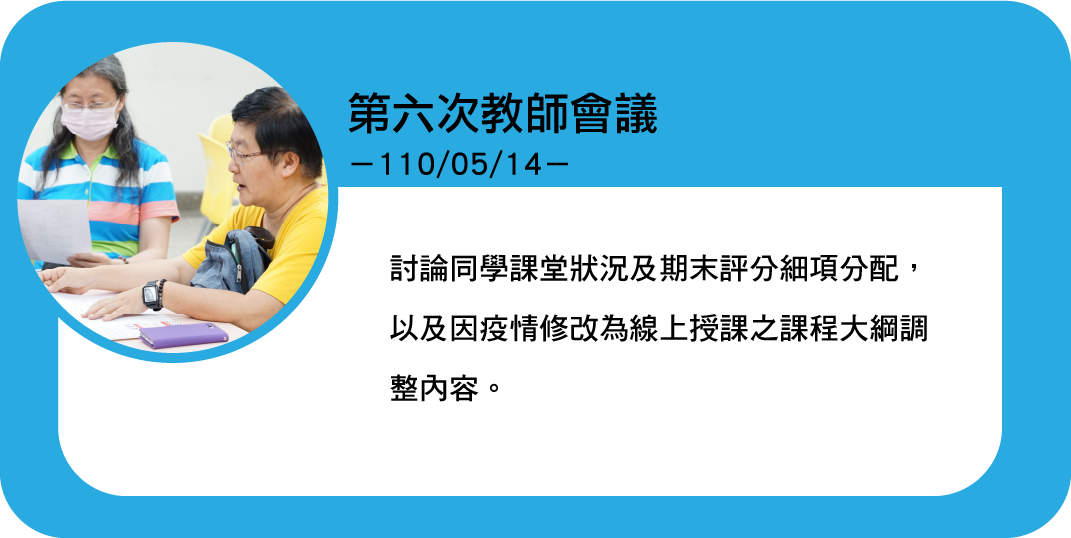 第六次教師會議
－110/05/14－
討論同學課堂狀況及期末評分細項分配，
以及因疫情修改為線上授課之課程大綱調
整內容。